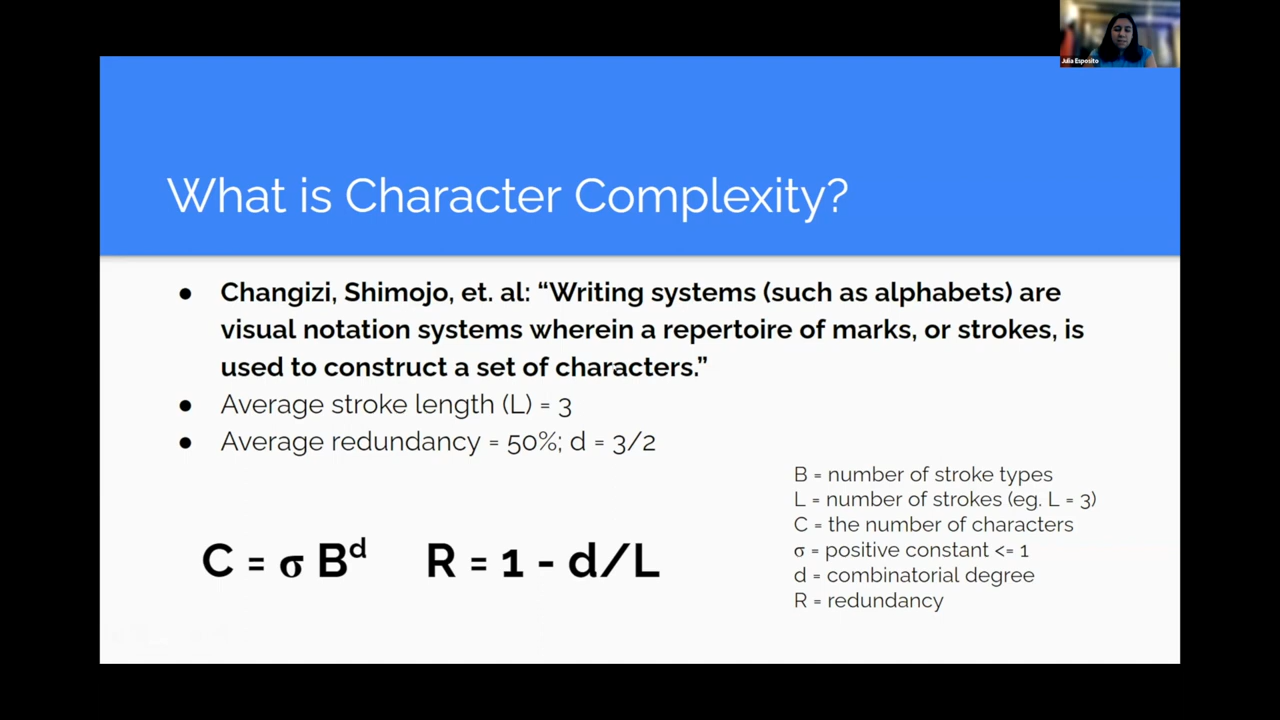 Julia Esposito
What is Character Complexity?
● Changizi, Shimojo, et. al: “Writing systems (such as alphabets) are
visual notation systems wherein a repertoire of marks, or strokes, is
used to construct a set of characters.”
● Average stroke length (L) = 3
● Average redundancy = 50%; d = 3/2
B = number of stroke types
L = number of strokes (eg. L = 3)
C = the number of characters
σ = positive constant <= 1
d = combinatorial degree
R = redundancy
C = σ Bᵈ R = 1 - d/L